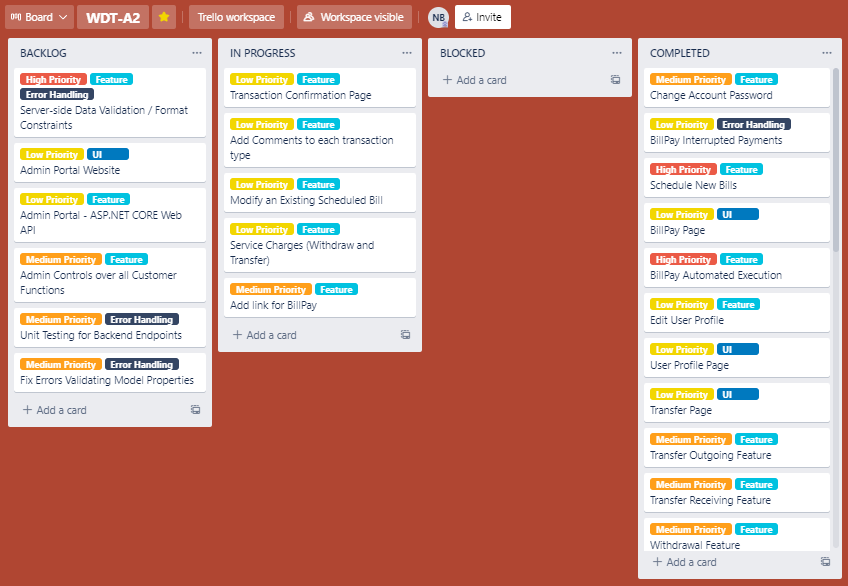 Board WDT-A2 Trello workspace Workspace visible NB Invite
BACKLOG
High Priority Feature
Error Handling
Server-side Data Validation / Format
Constraints
Low Priority UI
Admin Portal Website
Low Priority Feature
Admin Portal - ASP.NET CORE Web
API
Medium Priority Feature
Admin Controls over all Customer
Functions
Medium Priority Error Handling
Unit Testing for Backend Endpoints
Medium Priority Error Handling
Fix Errors Validating Model Properties
+ Add a card
IN PROGRESS
Low Priority Feature
Transaction Confirmation Page
Low Priority Feature
Add Comments to each transaction
type
Low Priority Feature
Modify an Existing Scheduled Bill
Low Priority Feature
Service Charges (Withdraw and
Transfer)
Medium Priority Feature
Add link for BillPay
+ Add a card
BLOCKED
+ Add a card
COMPLETED
Medium Priority Feature
Change Account Password
Low Priority Error Handling
BillPay Interrupted Payments
High Priority Feature
Schedule New Bills
Low Priority UI
BillPay Page
High Priority Feature
BillPay Automated Execution
Low Priority Feature
Edit User Profile
Low Priority UI
User Profile Page
Low Priority UI
Transfer Page
Medium Priority Feature
Transfer Outgoing Feature
Medium Priority Feature
Transfer Receiving Feature
Medium Priority Feature
Withdrawal Feature
+ Add a card